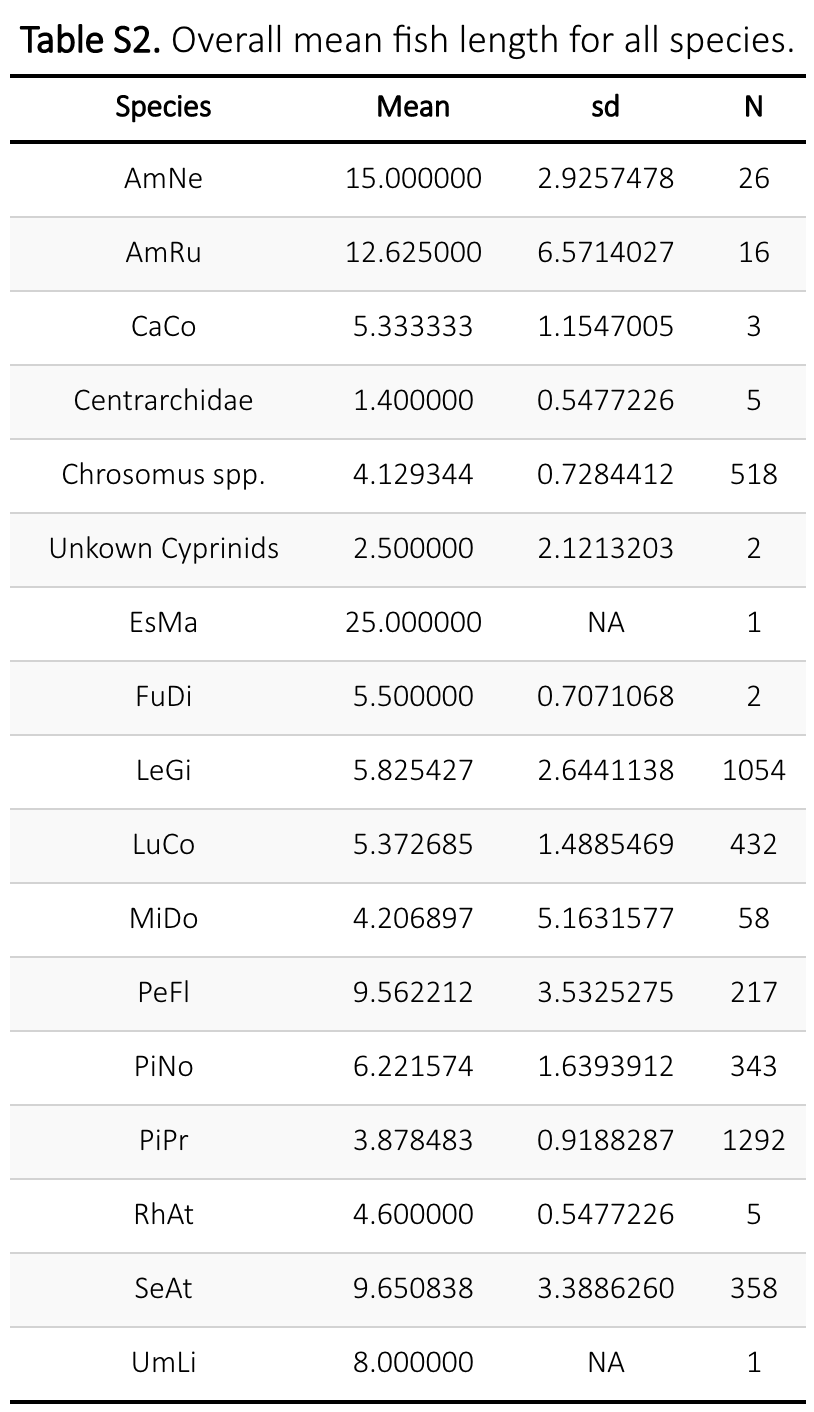 Table S2. Overall mean fish length for all species.
Species Mean sd N
AmNe 15.000000 2.9257478 26
AmRu 12.625000 6.5714027 16
CaCo 5.333333 1.1547005 3
Centrarchidae 1.400000 0.5477226 5
Chrosomus spp. 4.129344 0.7284412 518
Unkown Cyprinids 2.500000 2.1213203 2
EsMa 25.000000 NA 1
FuDi 5.500000 0.7071068 2
LeGi 5.825427 2.6441138 1054
LuCo 5.372685 1.4885469 432
MiDo 4.206897 5.1631577 58
PeFl 9.562212 3.5325275 217
PiNo 6.221574 1.6393912 343
PiPr 3.878483 0.9188287 1292
RhAt 4.600000 0.5477226 5
SeAt 9.650838 3.3886260 358
UmLi 8.000000 NA 1